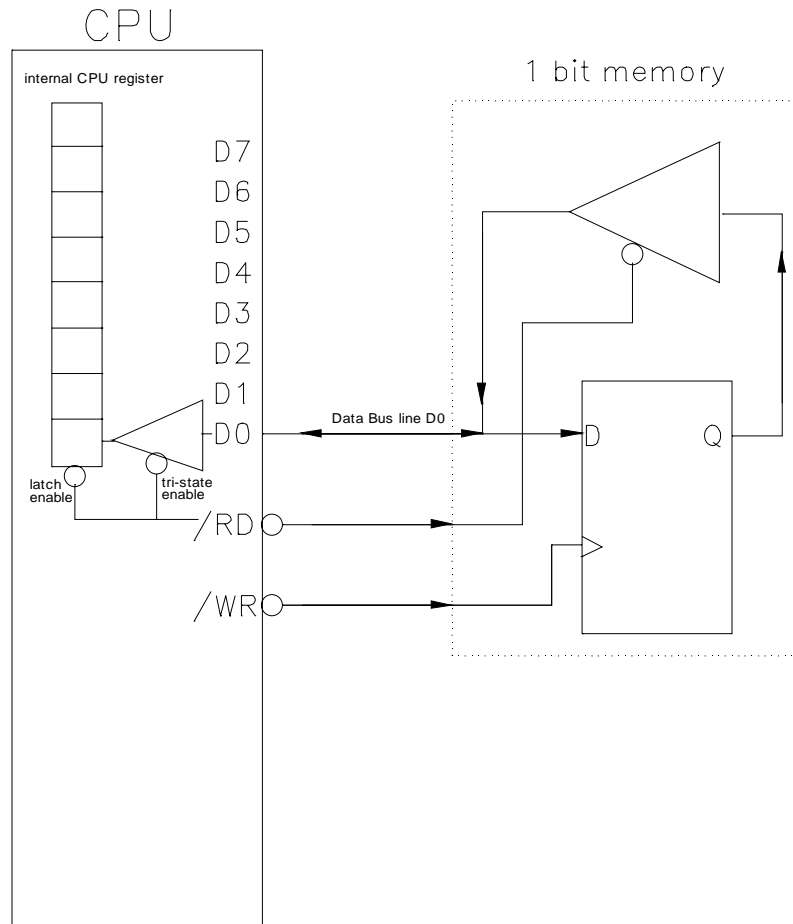 CPU
internal CPU register
1 bit memory
D7
D6
D5
D4
D3
D2
D1
D0
Data Bus line D0
D
Q
latch
enable
tri-state
enable
/RD
/WR